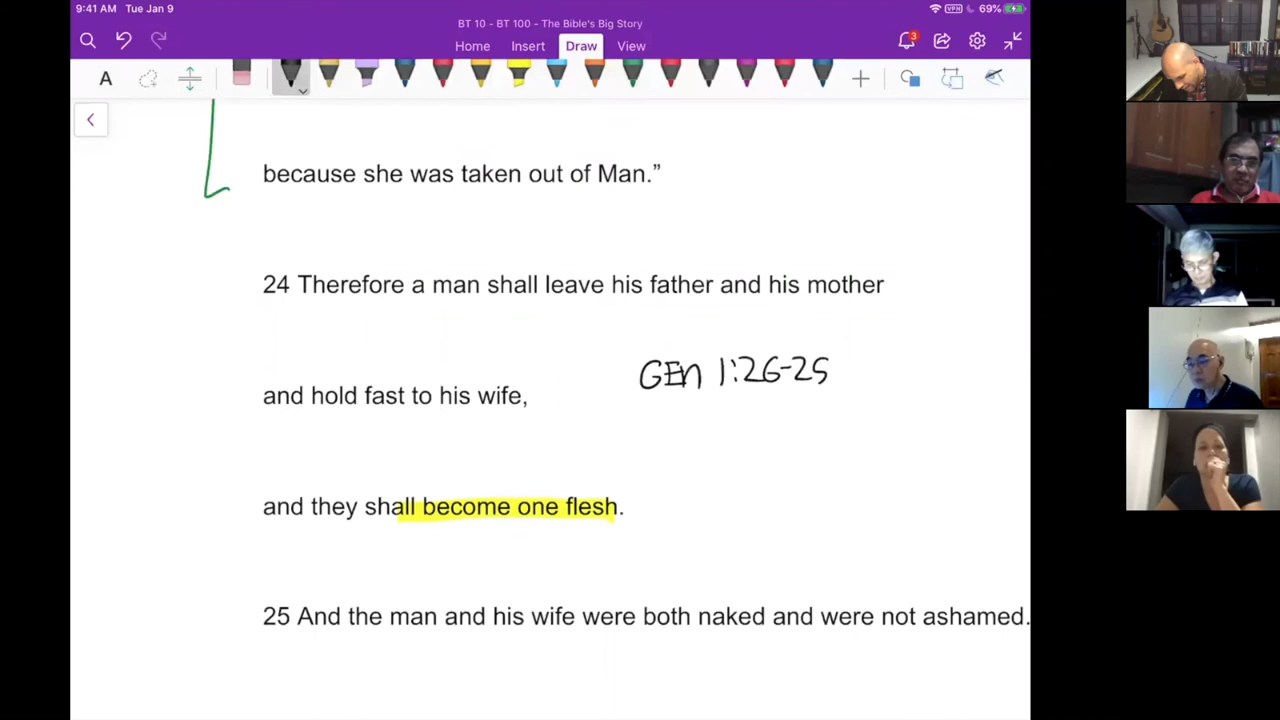 9:41 AM Tue Jan 9
VPN 69%
BT 10 - BT 100 - The Bible's Big Story
Home Insert Draw View
3
A
because she was taken out of Man.”
24 Therefore a man shall leave his father and his mother
GEn 1:26-25
and hold fast to his wife,
and they shall become one flesh.
25 And the man and his wife were both naked and were not ashamed.